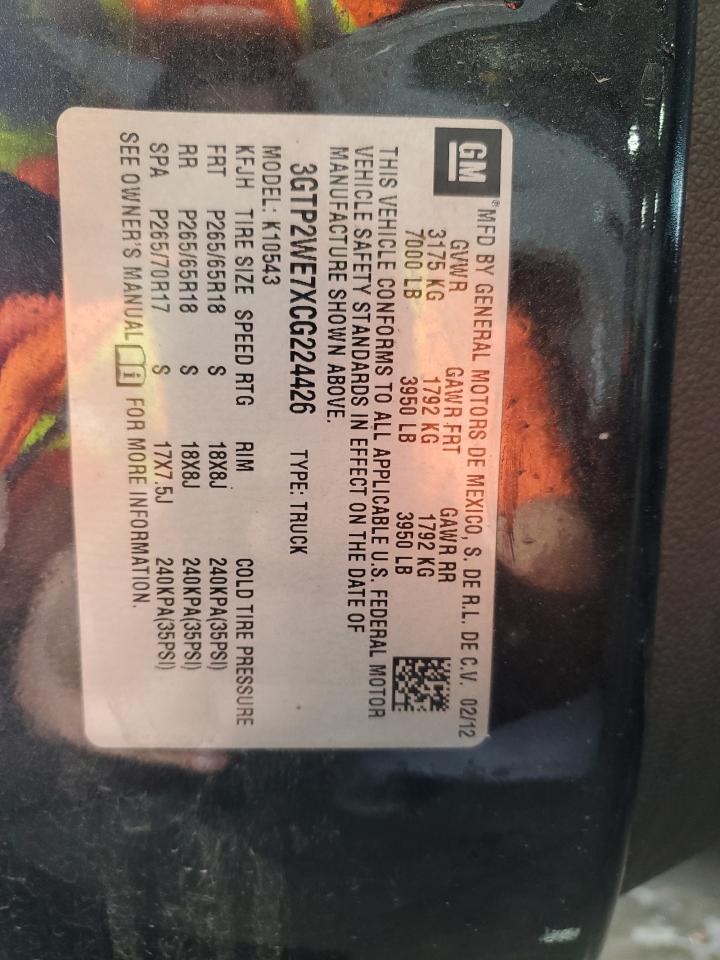 GM
® MFD BY GENERAL MOTORS DE MEXICO, S. DE R.L. DE C.V. 02/12
GVWR GAWR FRT GAWR RR
3175 KG 1792 KG 1792 KG
7000 LB 3950 LB 3950 LB
THIS VEHICLE CONFORMS TO ALL APPLICABLE U.S. FEDERAL MOTOR
VEHICLE SAFETY STANDARDS IN EFFECT ON THE DATE OF
MANUFACTURE SHOWN ABOVE.
3GTP2WE7XCG224426 TYPE: TRUCK
MODEL: K10543
KFJH TIRE SIZE SPEED RTG RIM COLD TIRE PRESSURE
FRT P265/65R18 S 18X8J 240KPA(35PSI)
RR P265/65R18 S 18X8J 240KPA(35PSI)
SPA P265/70R17 S 17X7.5J 240KPA(35PSI)
SEE OWNER'S MANUAL i FOR MORE INFORMATION.